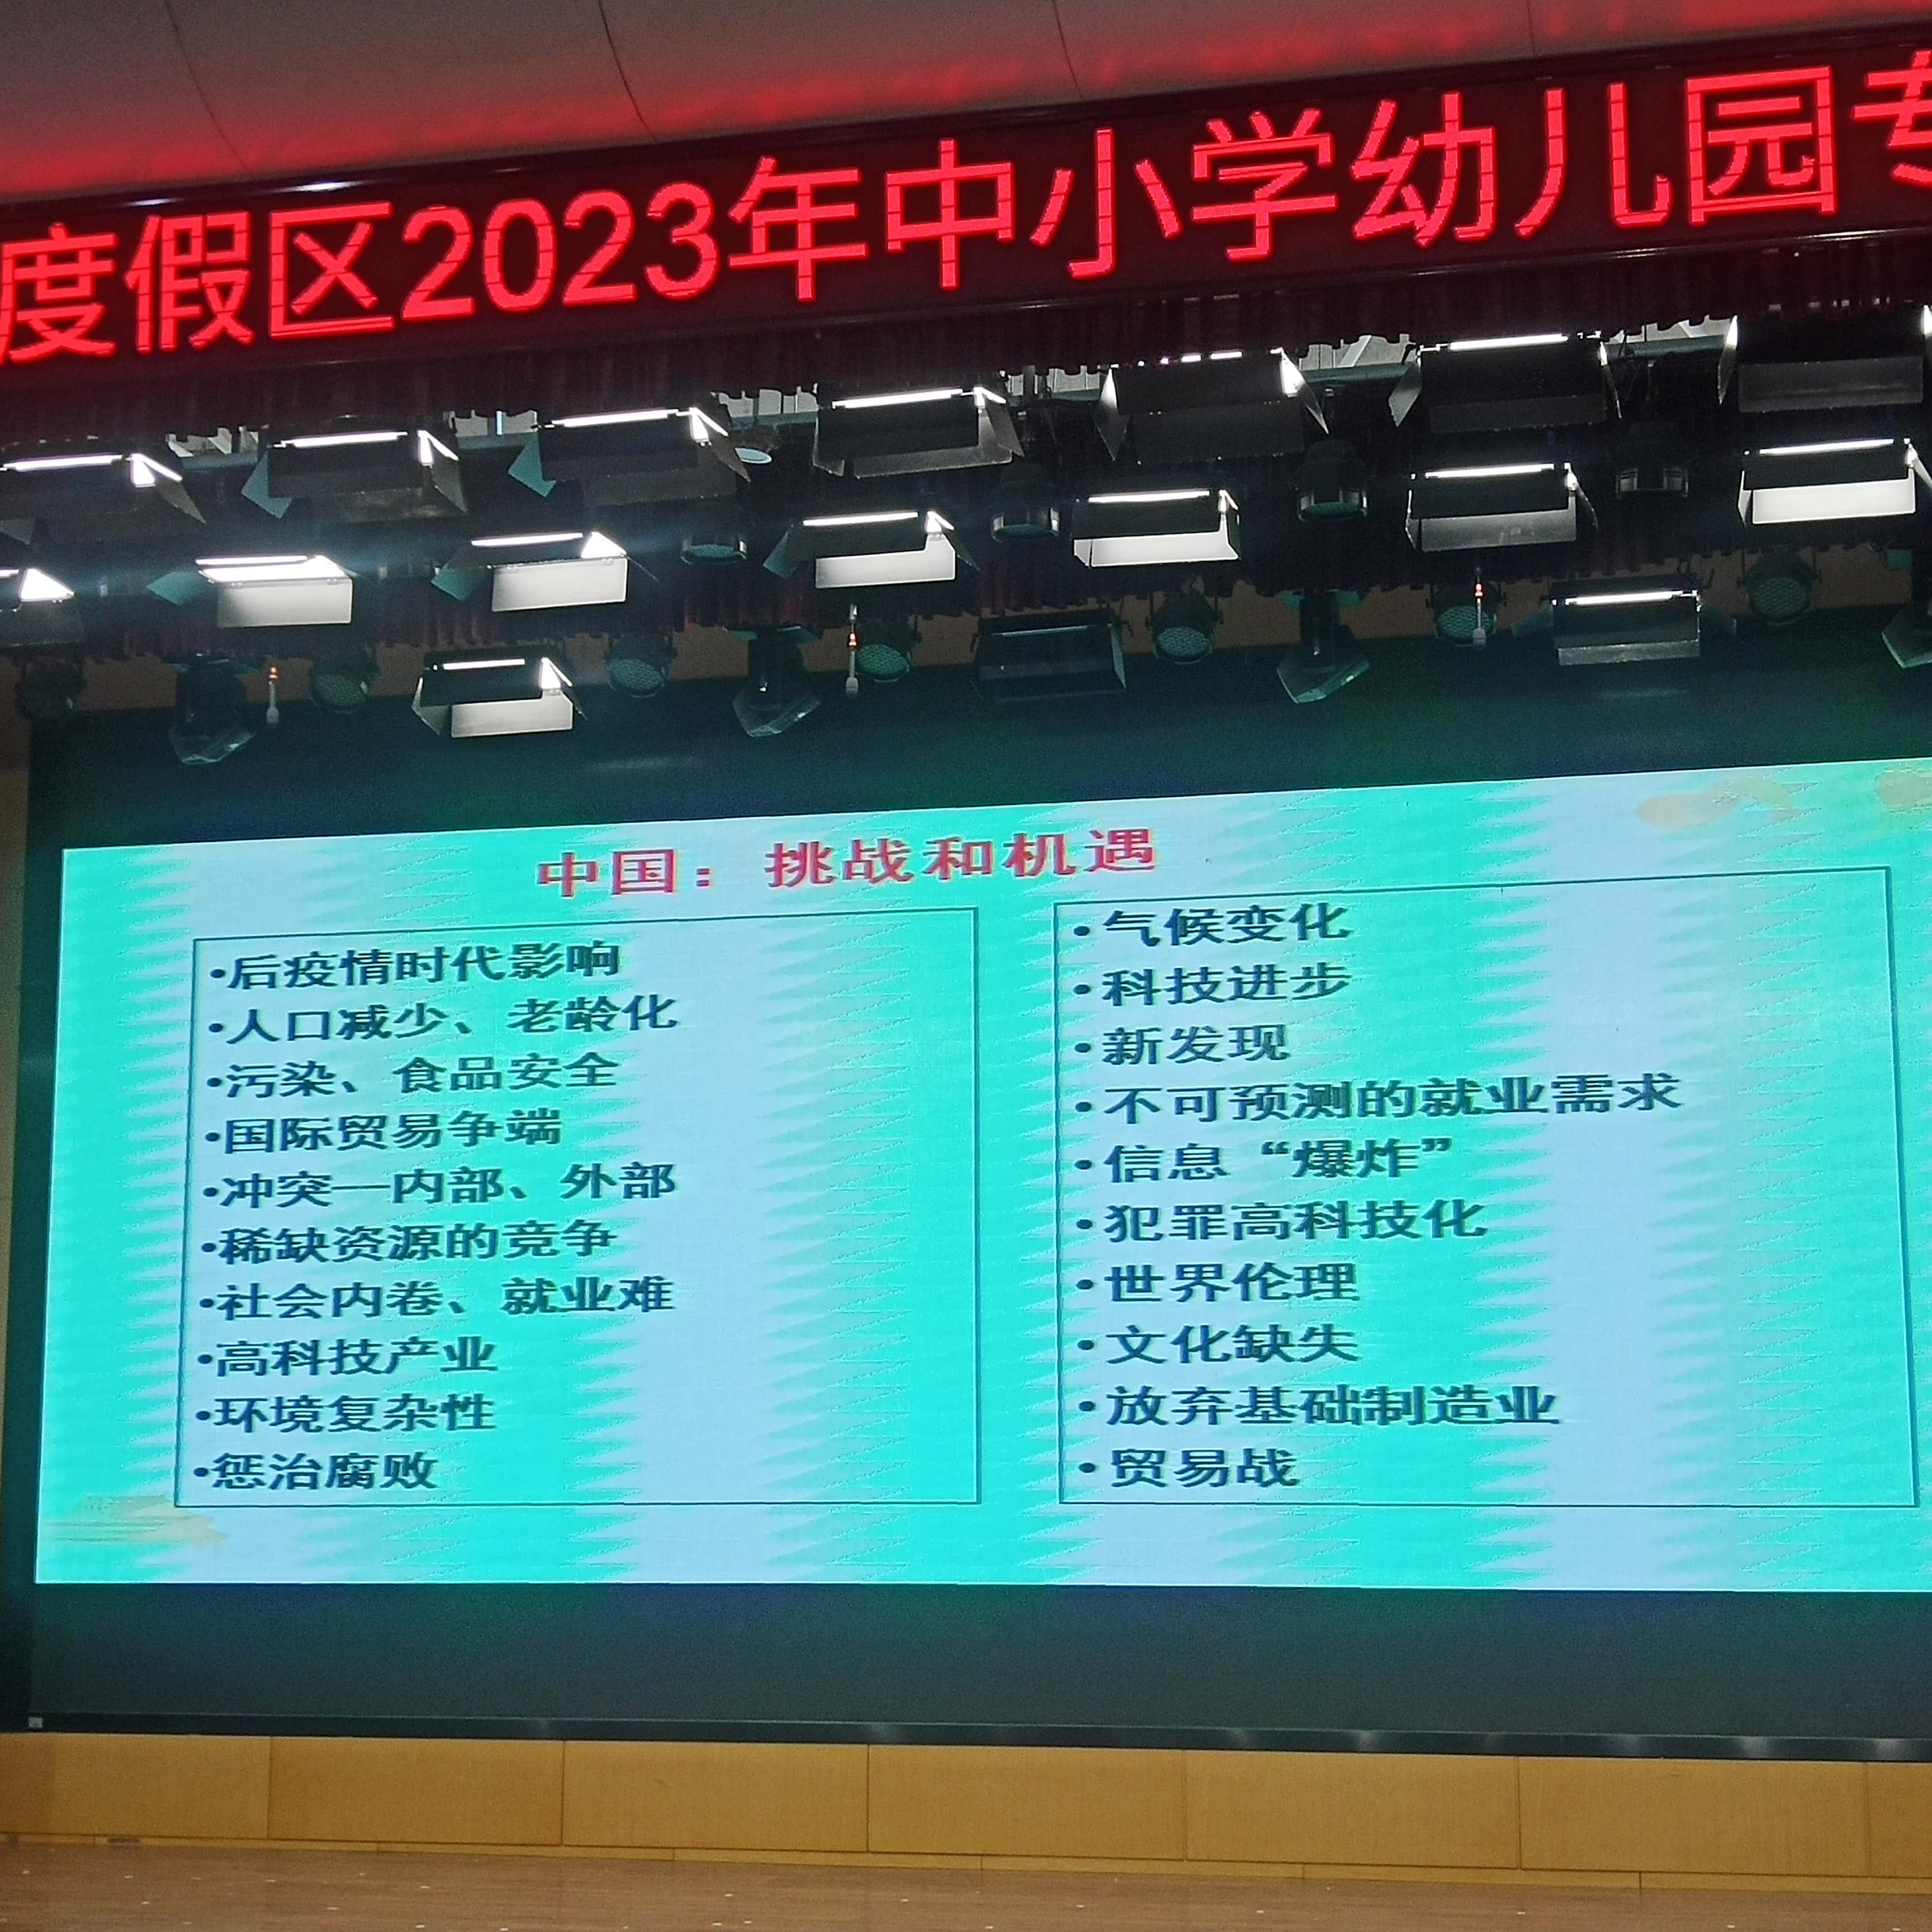 度假区2023年中小学幼儿园专
中国：挑战和机遇
•后疫情时代影响
•人口减少、老龄化
•污染、食品安全
•国际贸易争端
•冲突—内部、外部
•稀缺资源的竞争
•社会内卷、就业难
•高科技产业
•环境复杂性
•惩治腐败
•气候变化
•科技进步
•新发现
•不可预测的就业需求
•信息“爆炸”
•犯罪高科技化
•世界伦理
•文化缺失
•放弃基础制造业
•贸易战